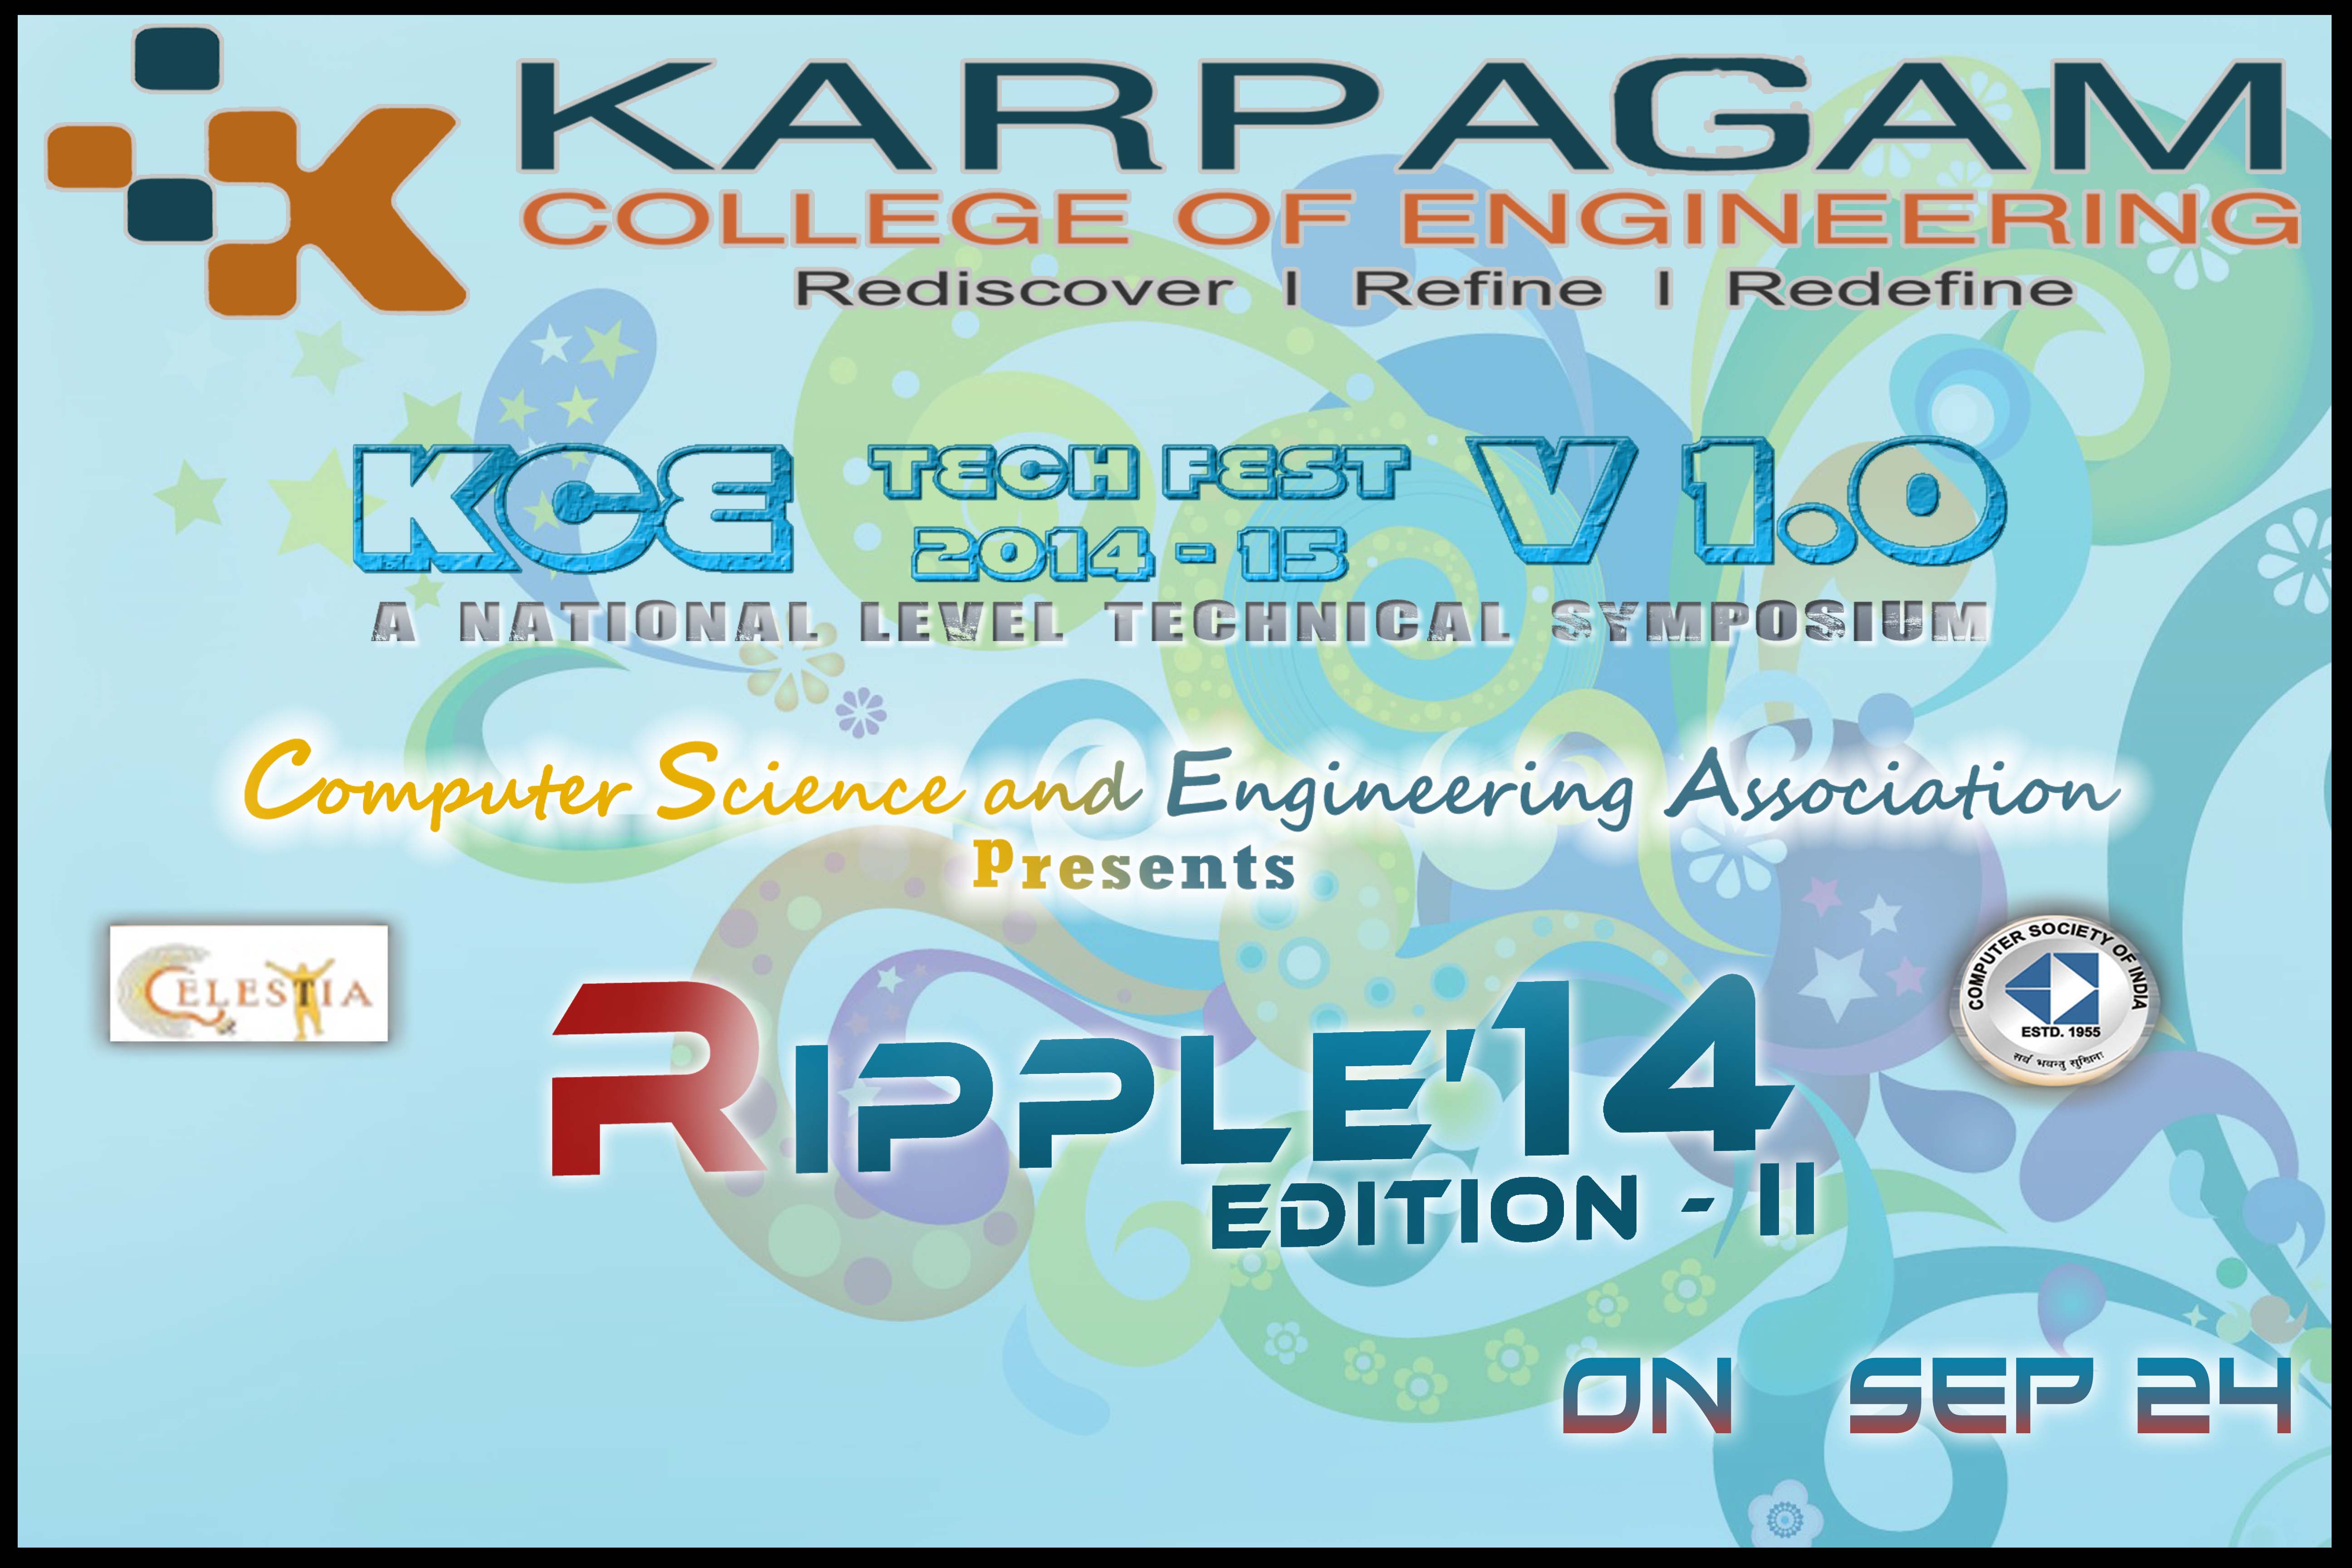 KARPAGAM
COLLEGE OF ENGINEERING
Rediscover I Refine I Redefine
KCE TECH FEST V 1.0
2014 - 15
A NATIONAL LEVEL TECHNICAL SYMPOSIUM
Computer Science and Engineering Association
Presents
CELESTIA
COMPUTER SOCIETY OF INDIA
ESTD. 1955
सर्वे भवन्तु सुखिनः
RIPPLE'14
EDITION - II
ON SEP 24